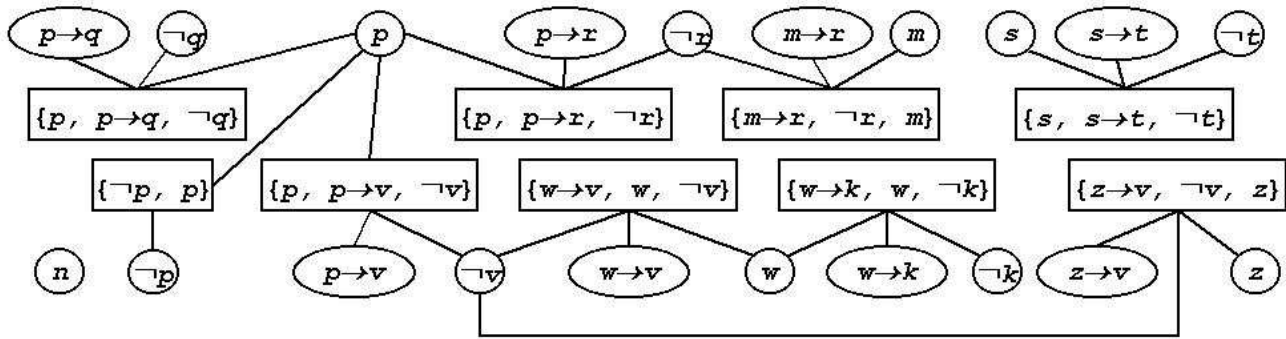 p→q ¬q p p→r ¬r m→r m s s→t ¬t
{p, p→q, ¬q} {p, p→r, ¬r} {m→r, ¬r, m} {s, s→t, ¬t}
{¬p, p} {p, p→v, ¬v} {w→v, w, ¬v} {w→k, w, ¬k} {z→v, ¬v, z}
n ¬p p→v ¬v w→v w w→k ¬k z→v z